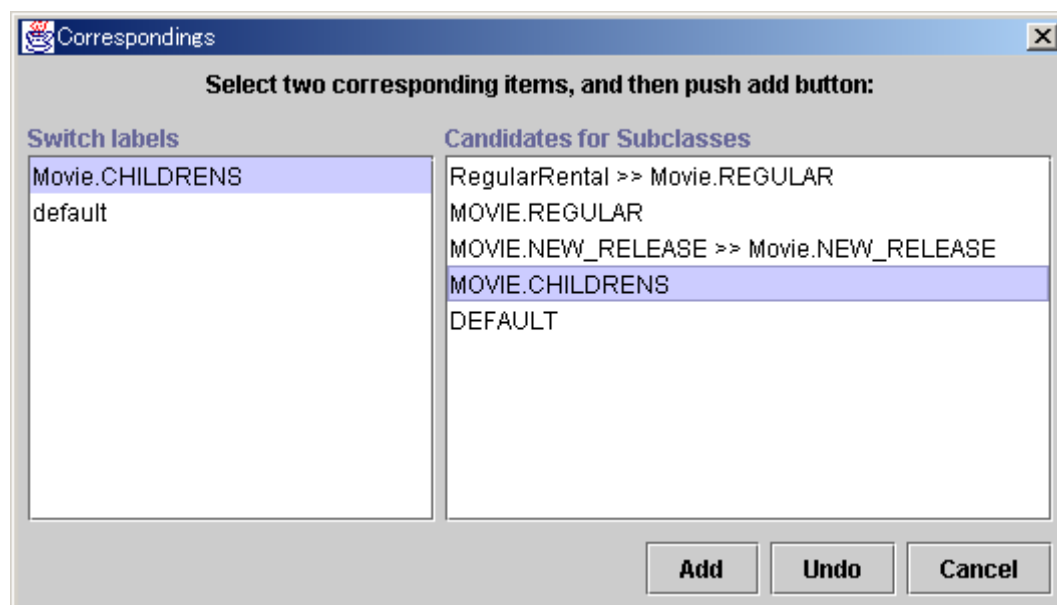 Correspondings
Select two corresponding items, and then push add button:
Switch labels
Candidates for Subclasses
Movie.CHILDRENS
default
RegularRental >> Movie.REGULAR
MOVIE.REGULAR
MOVIE.NEW_RELEASE >> Movie.NEW_RELEASE
MOVIE.CHILDRENS
DEFAULT
Add
Undo
Cancel